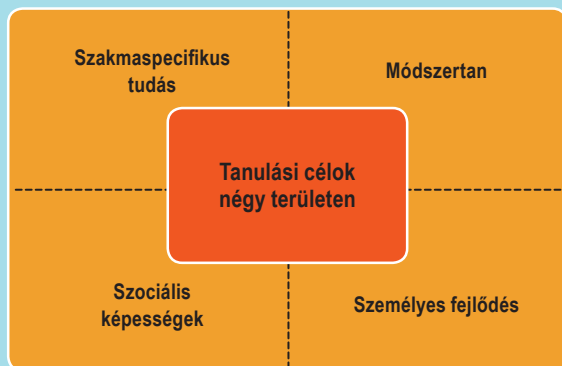 Szakmaspecifikus
tudás
Módszertan
Tanulási célok
négy területen
Szociális
képességek
Személyes fejlődés